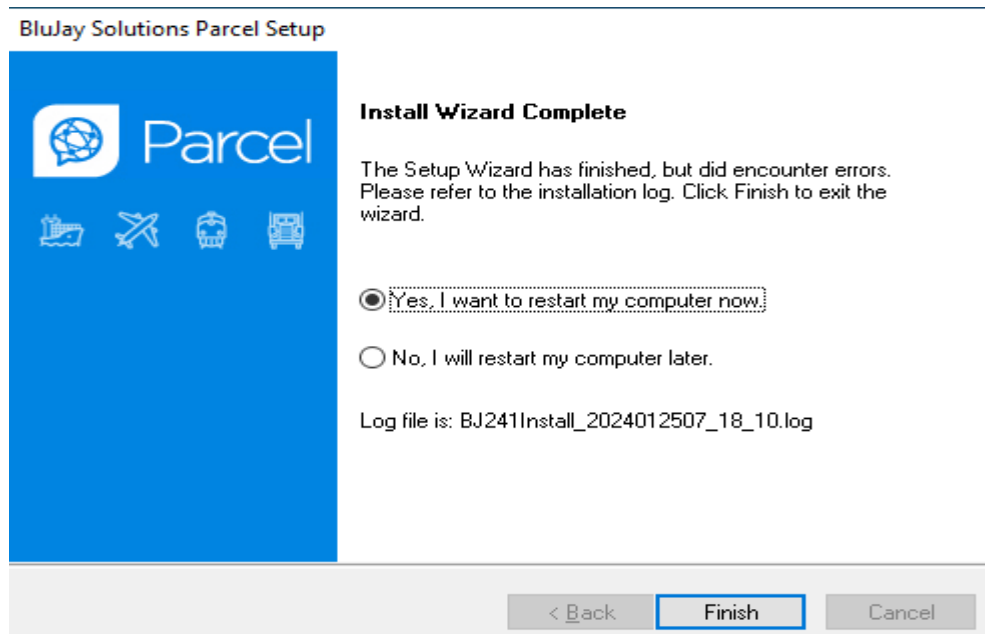 BluJay Solutions Parcel Setup
Parcel
Install Wizard Complete
The Setup Wizard has finished, but did encounter errors.
Please refer to the installation log. Click Finish to exit the
wizard.
Yes, I want to restart my computer now.
No, I will restart my computer later.
Log file is: BJ241Install_2024012507_18_10.log
< Back
Finish
Cancel